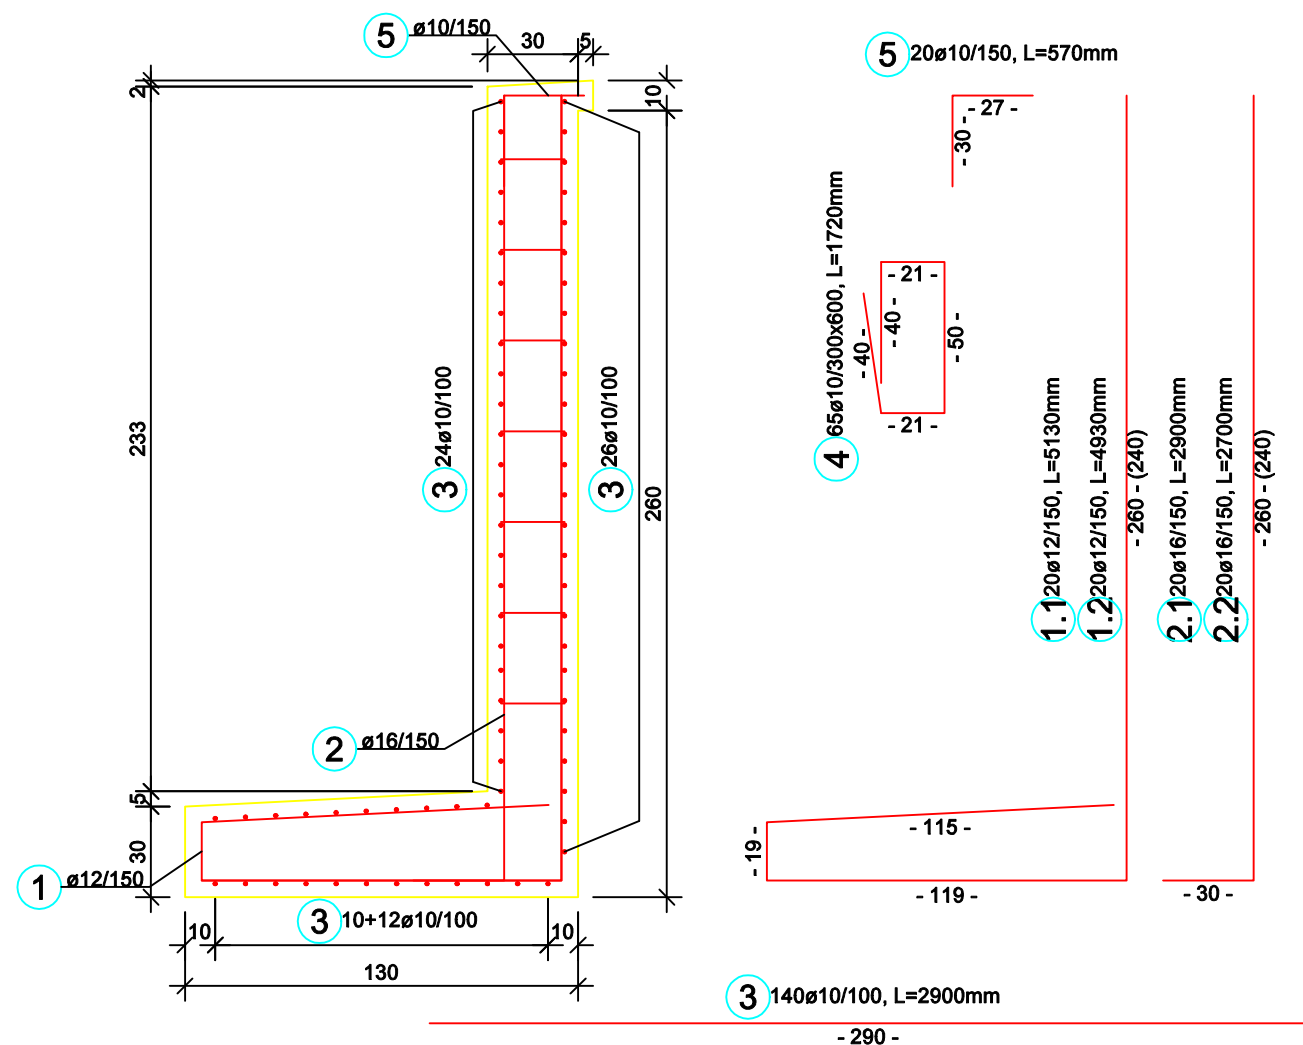 5 ø10/150
30
5
2
10
233
3 24ø10/100
3 26ø10/100
260
2 ø16/150
5
30
1 ø12/150
3 10+12ø10/100
10
10
130
5 20ø10/150, L=570mm
- 27 -
- 30 -
4 65ø10/300x600, L=1720mm
- 21 -
- 40 -
- 40 -
- 50 -
- 21 -
1.1 20ø12/150, L=5130mm
1.2 20ø12/150, L=4930mm
- 260 - (240)
2.1 20ø16/150, L=2900mm
2.2 20ø16/150, L=2700mm
- 260 - (240)
- 115 -
- 19 -
- 119 -
- 30 -
3 140ø10/100, L=2900mm
- 290 -